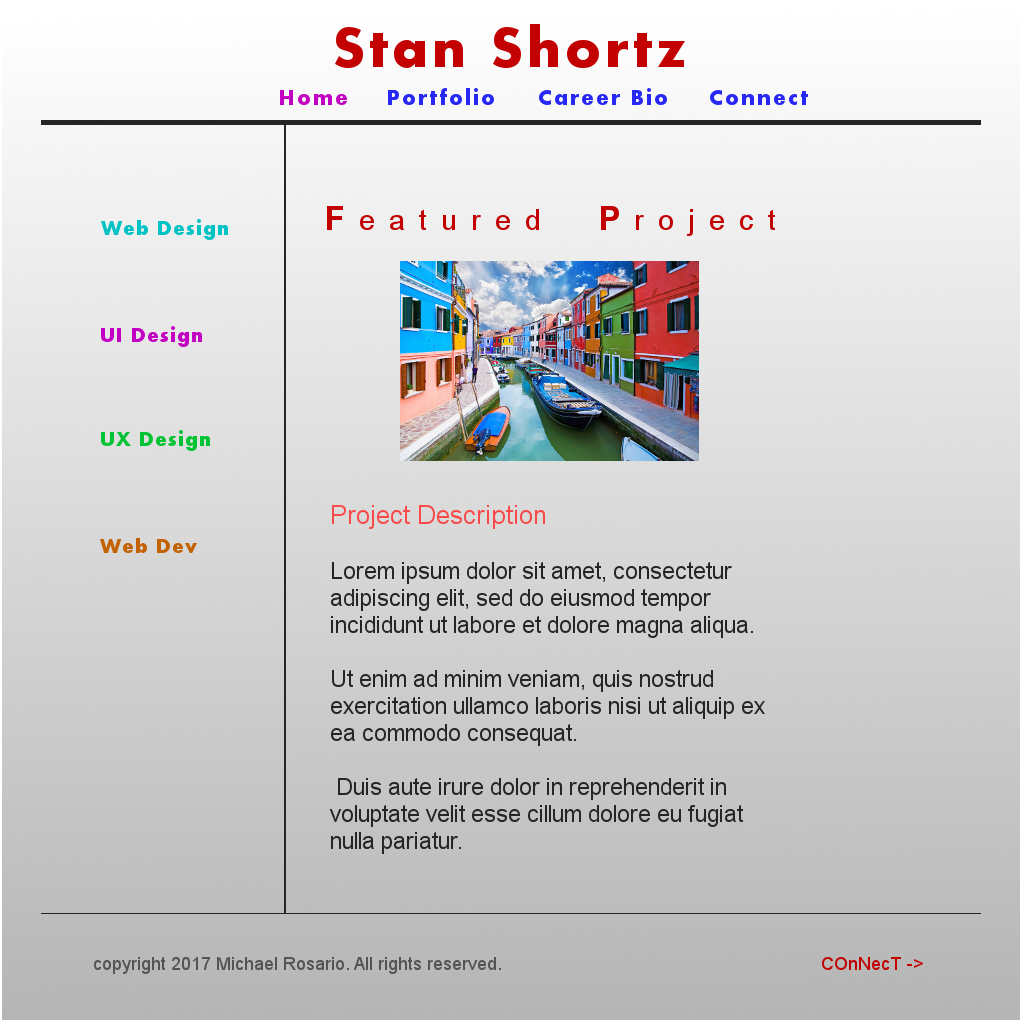 Stan Shortz
Home Portfolio Career Bio Connect
Web Design
UI Design
UX Design
Web Dev
Featured Project
Project Description
Lorem ipsum dolor sit amet, consectetur
adipiscing elit, sed do eiusmod tempor
incididunt ut labore et dolore magna aliqua.
Ut enim ad minim veniam, quis nostrud
exercitation ullamco laboris nisi ut aliquip ex
ea commodo consequat.
Duis aute irure dolor in reprehenderit in
voluptate velit esse cillum dolore eu fugiat
nulla pariatur.
copyright 2017 Michael Rosario. All rights reserved.
COnNecT ->